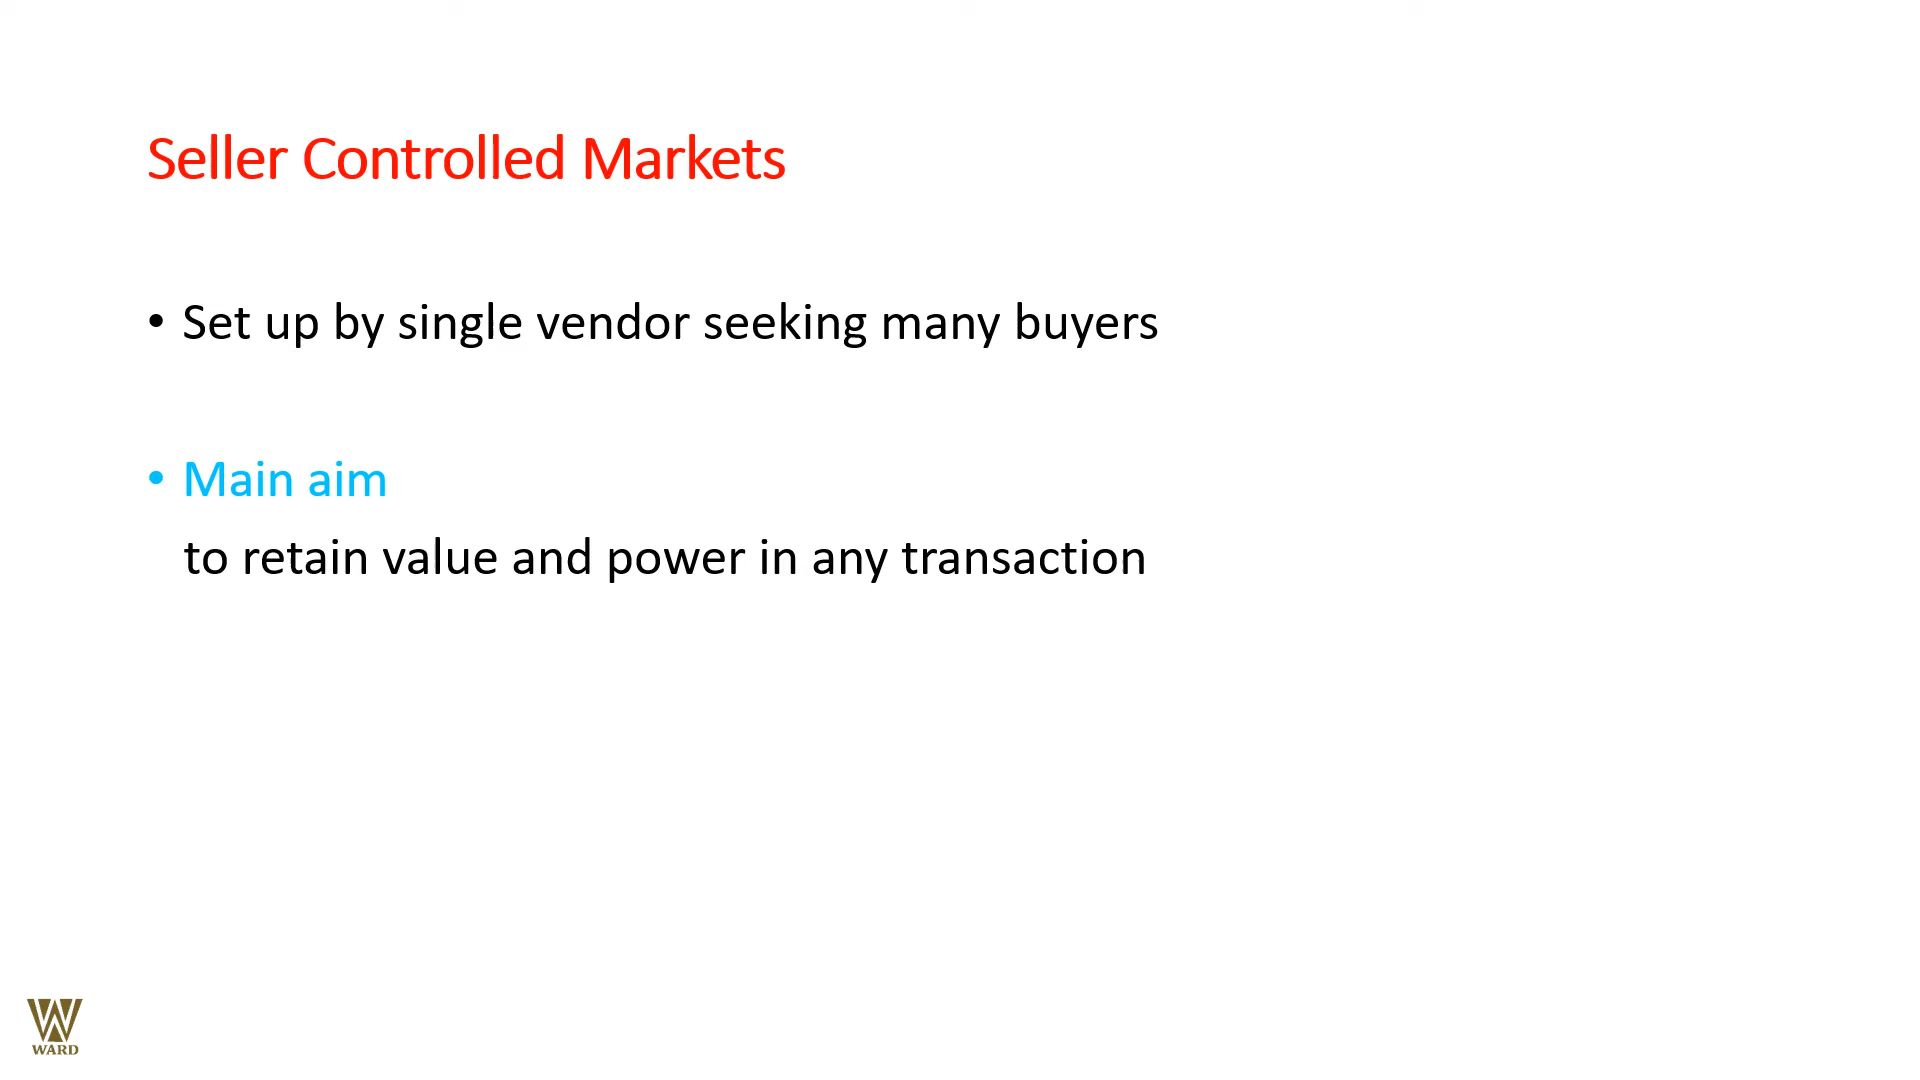 Seller Controlled Markets
• Set up by single vendor seeking many buyers
• Main aim
to retain value and power in any transaction
WARD